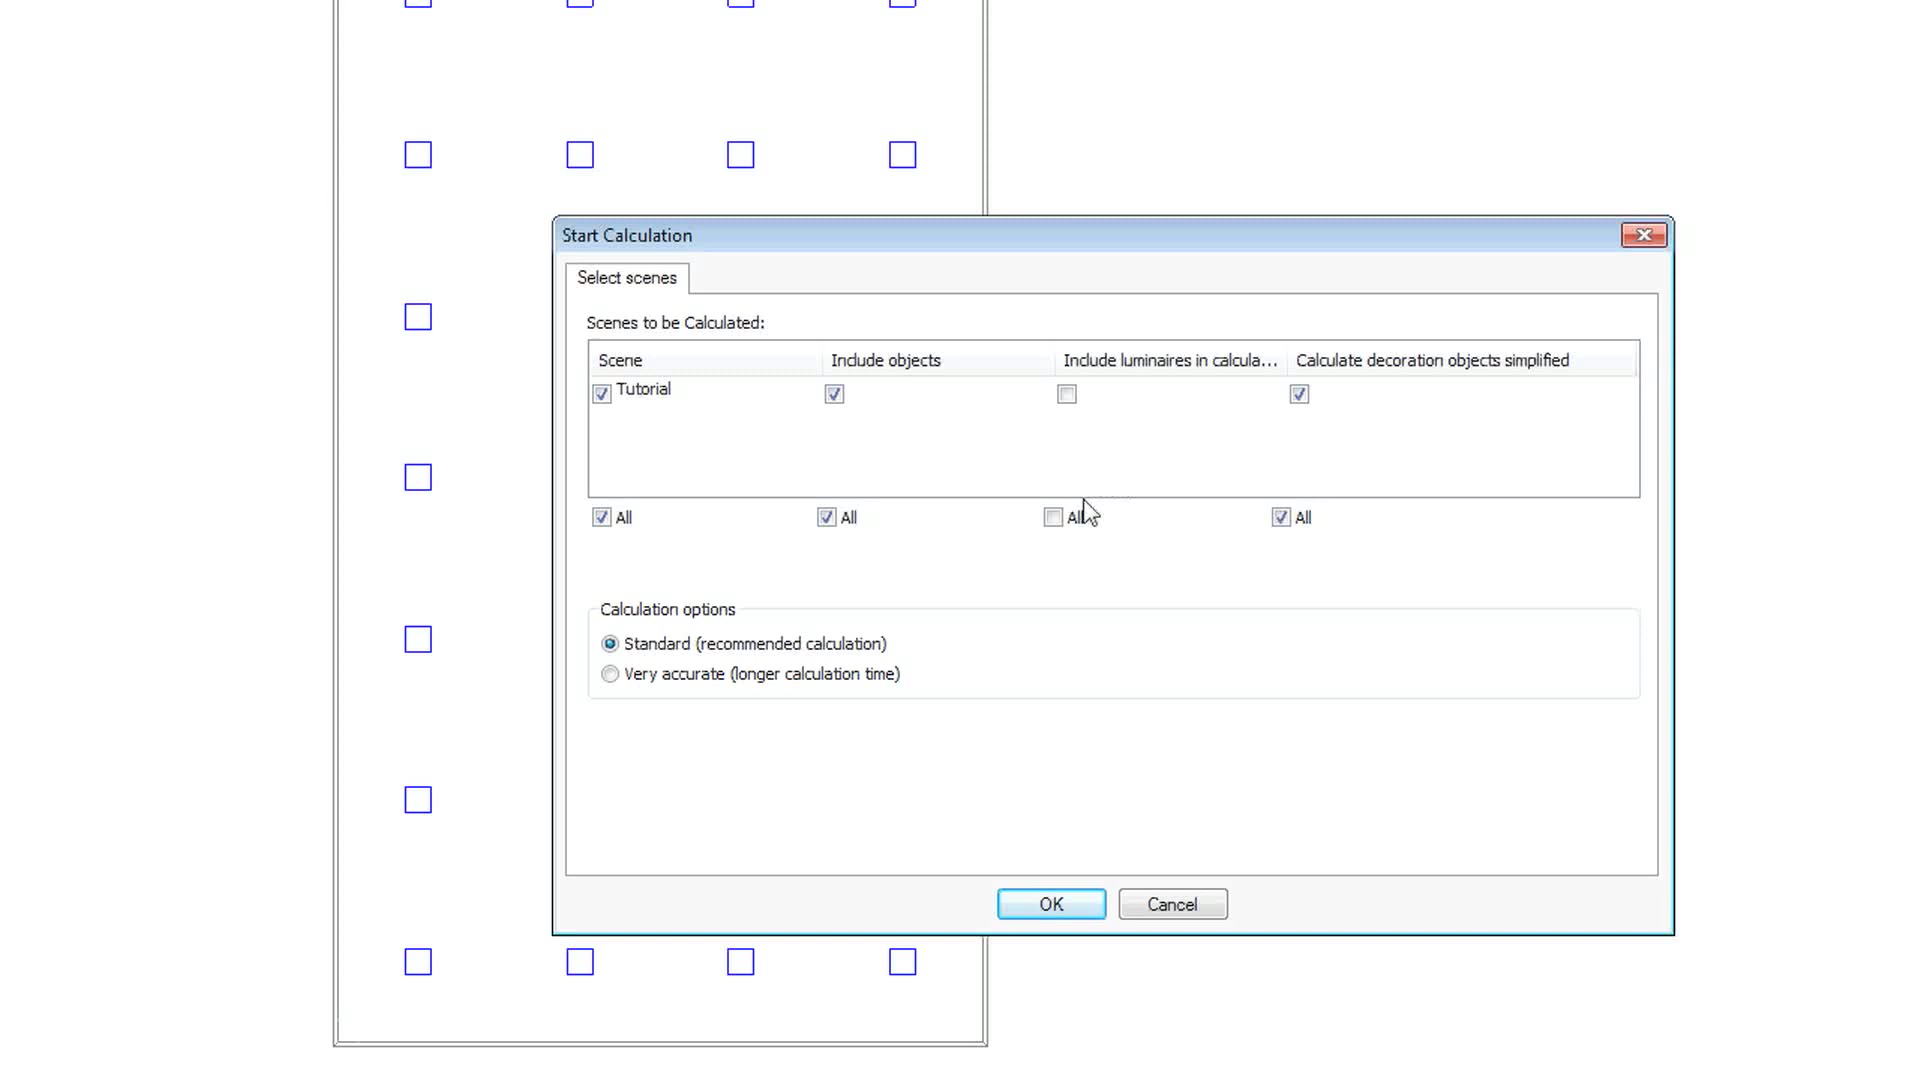 Start Calculation
Select scenes
Scenes to be Calculated:
Scene Include objects Include luminaires in calcula... Calculate decoration objects simplified
Tutorial
All All All All
Calculation options
Standard (recommended calculation)
Very accurate (longer calculation time)
OK Cancel